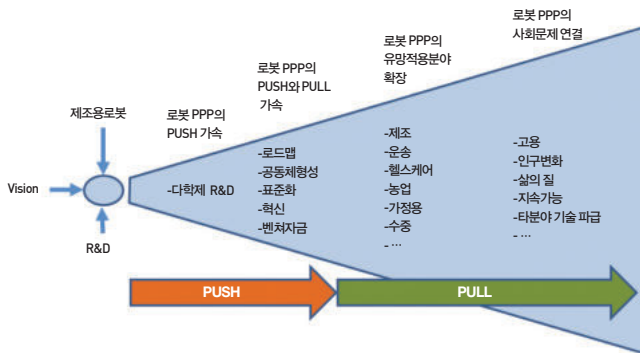 제조용로봇
Vision
R&D
로봇 PPP의
PUSH 가속
-다학제 R&D
로봇 PPP의
PUSH와 PULL
가속
-로드맵
-공동체형성
-표준화
-혁신
-벤쳐자금
로봇 PPP의
유망적용분야
확장
-제조
-운송
-헬스케어
-농업
-가정용
-수중
- ···
로봇 PPP의
사회문제 연결
-고용
-인구변화
-삶의 질
-지속가능
-타분야 기술 파급
- ···
PUSH
PULL